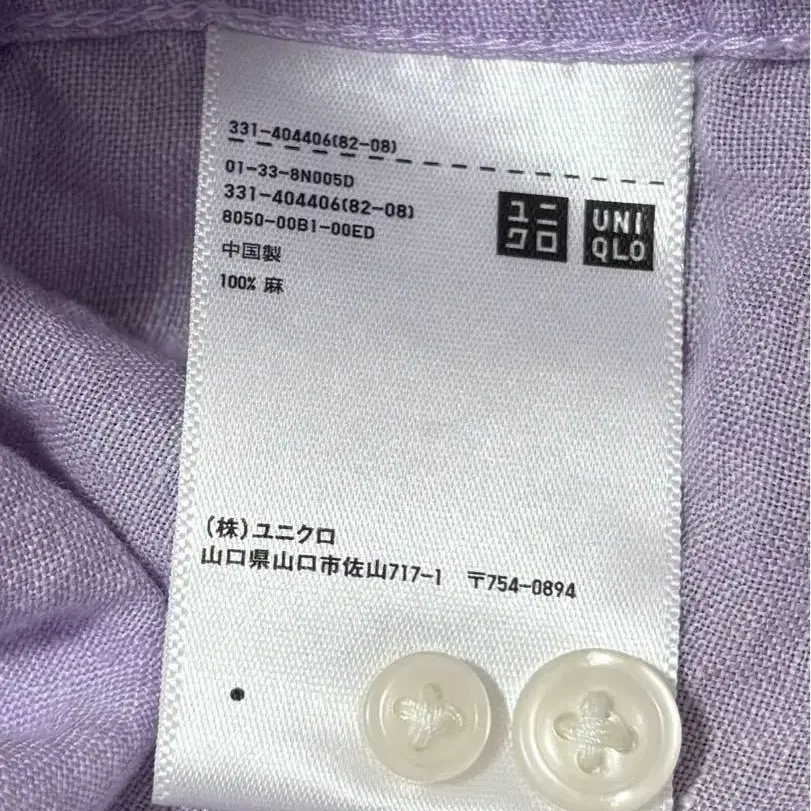 331-404406(82-08)
01-33-8N005D
331-404406(82-08)
8050-00B1-00ED
中国製
100% 麻
ユニ
クロ
UNI
QLO
(株)ユニクロ
山口県山口市佐山717-1 〒754-0894